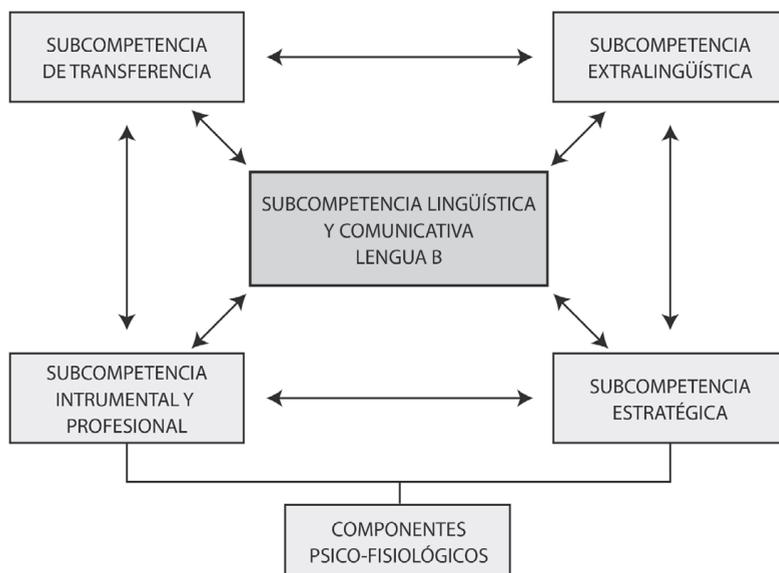 SUBCOMPETENCIA
DE TRANSFERENCIA
SUBCOMPETENCIA
EXTRALINGÜÍSTICA
SUBCOMPETENCIA LINGÜÍSTICA
Y COMUNICATIVA
LENGUA B
SUBCOMPETENCIA
INTRUMENTAL Y
PROFESIONAL
SUBCOMPETENCIA
ESTRATÉGICA
COMPONENTES
PSICO-FISIOLÓGICOS